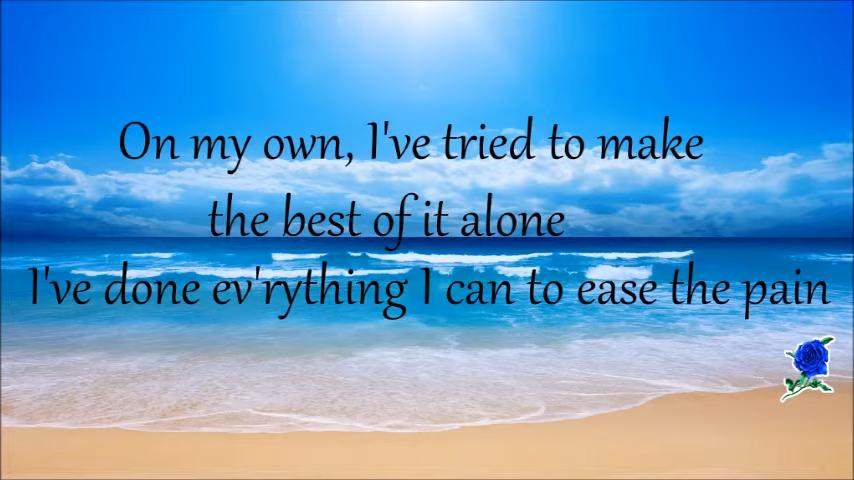 On my own, I've tried to make
the best of it alone
I've done ev'rything I can to ease the pain